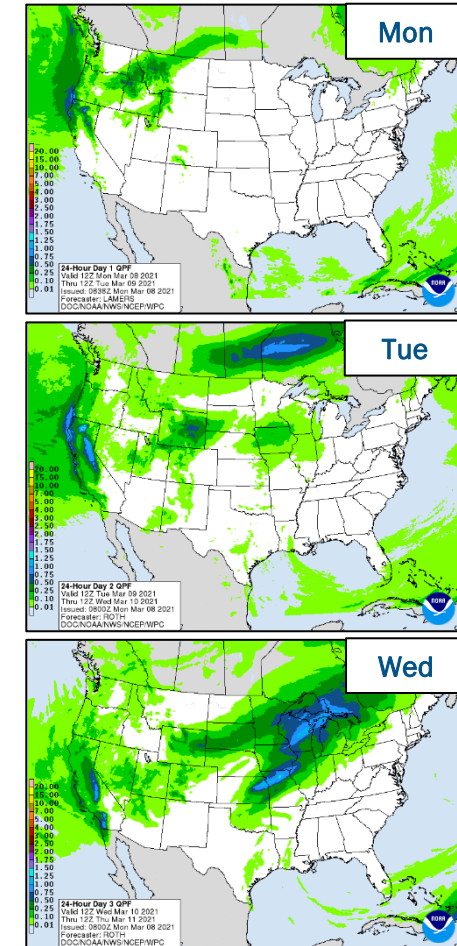 Mon
20.00
15.00
10.00
7.00
5.00
4.00
3.00
2.50
2.00
1.75
1.50
1.25
1.00
0.75
0.50
0.25
0.10
0.01
24-Hour Day 1 QPF
Valid 12Z Mon Mar 08 2021
Thru 12Z Tue Mar 09 2021
Issued: 0838Z Mon Mar 08 2021
Forecaster: LAMERS
DOC/NOAA/NWS/NCEP/WPC
NOAA
Tue
20.00
15.00
10.00
7.00
5.00
4.00
3.00
2.50
2.00
1.75
1.50
1.25
1.00
0.75
0.50
0.25
0.10
0.01
24-Hour Day 2 QPF
Valid 12Z Tue Mar 09 2021
Thru 12Z Wed Mar 10 2021
Issued: 0800Z Mon Mar 08 2021
Forecaster: ROTH
DOC/NOAA/NWS/NCEP/WPC
NOAA
Wed
20.00
15.00
10.00
7.00
5.00
4.00
3.00
2.50
2.00
1.75
1.50
1.25
1.00
0.75
0.50
0.25
0.10
0.01
24-Hour Day 3 QPF
Valid 12Z Wed Mar 10 2021
Thru 12Z Thu Mar 11 2021
Issued: 0800Z Mon Mar 08 2021
Forecaster: ROTH
DOC/NOAA/NWS/NCEP/WPC
NOAA